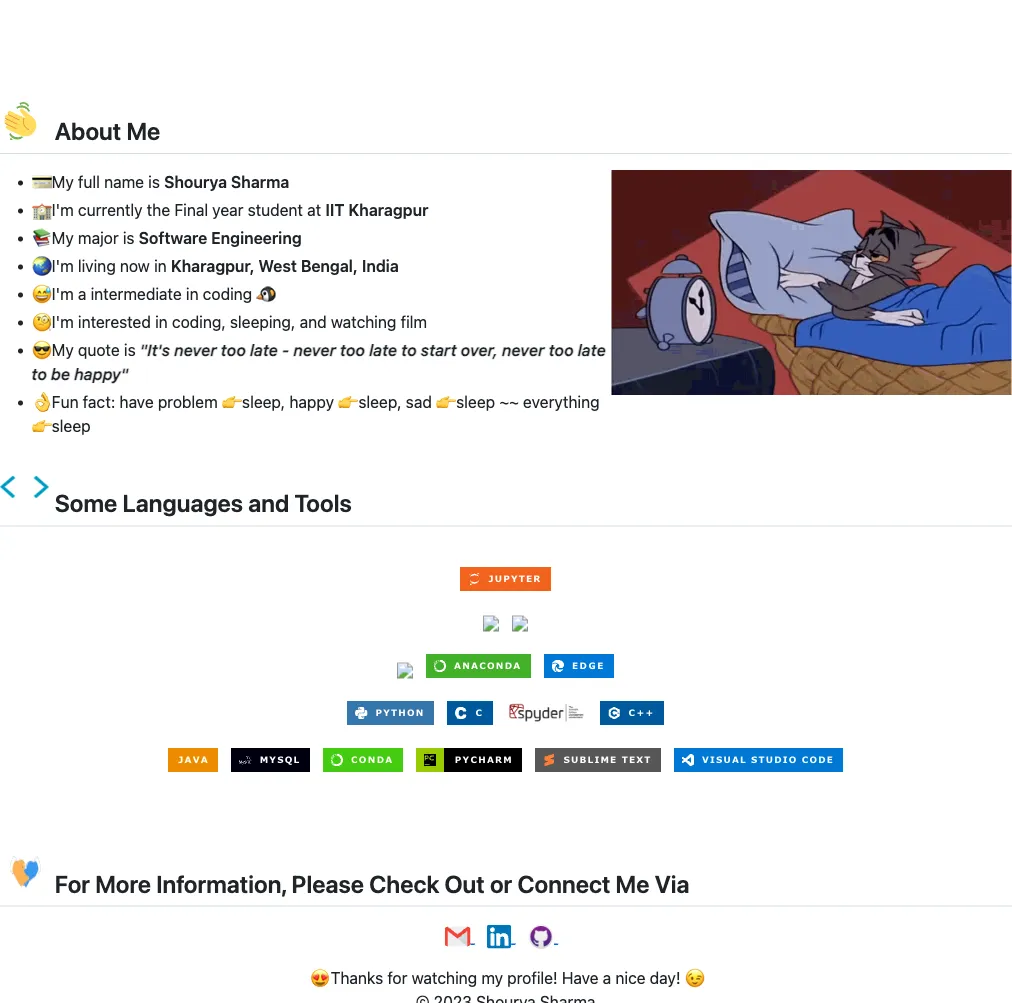 About Me
My full name is Shourya Sharma
I'm currently the Final year student at IIT Kharagpur
My major is Software Engineering
I'm living now in Kharagpur, West Bengal, India
I'm a intermediate in coding
I'm interested in coding, sleeping, and watching film
My quote is "It's never too late - never too late to start over, never too late
to be happy"
Fun fact: have problem 👉sleep, happy 👉sleep, sad 👉sleep ~~ everything
👉sleep
Some Languages and Tools
JUPYTER
ANACONDA EDGE
PYTHON C spyder C++
JAVA MYSQL CONDA PC PYCHARM SUBLIME TEXT VISUAL STUDIO CODE
For More Information, Please Check Out or Connect Me Via
in
Thanks for watching my profile! Have a nice day!
© 2023 Shourya Sharma